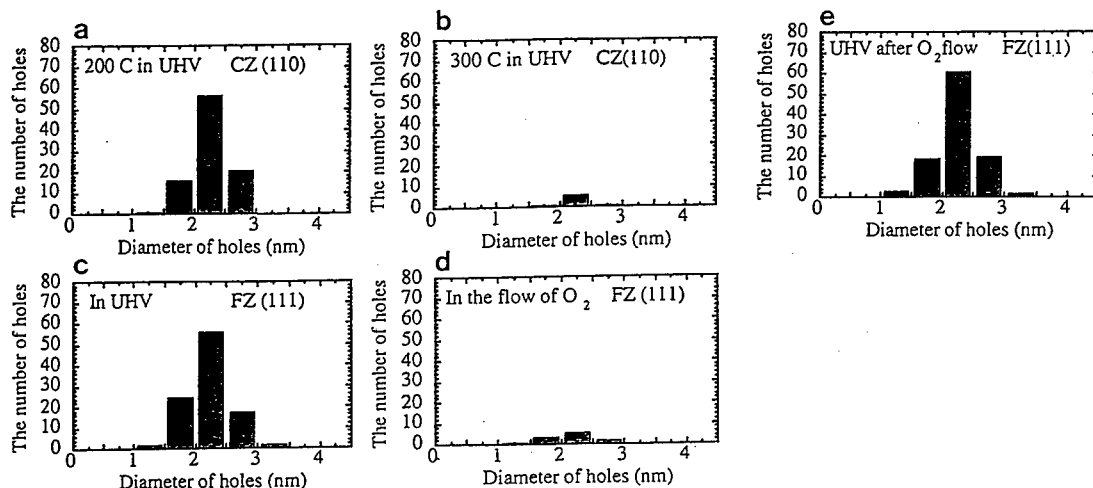 a
The number of holes
80
70
60
50
40
30
20
10
0
200 C in UHV CZ (110)
0 1 2 3 4
Diameter of holes (nm)
b
The number of holes
80
70
60
50
40
30
20
10
0
300 C in UHV CZ(110)
0 1 2 3 4
Diameter of holes (nm)
e
The number of holes
80
70
60
50
40
30
20
10
0
UHV after O2 flow FZ(111)
0 1 2 3 4
Diameter of holes (nm)
c
The number of holes
80
70
60
50
40
30
20
10
0
In UHV FZ (111)
0 1 2 3 4
Diameter of holes (nm)
d
The number of holes
80
70
60
50
40
30
20
10
0
In the flow of O2 FZ (111)
0 1 2 3 4
Diameter of holes (nm)